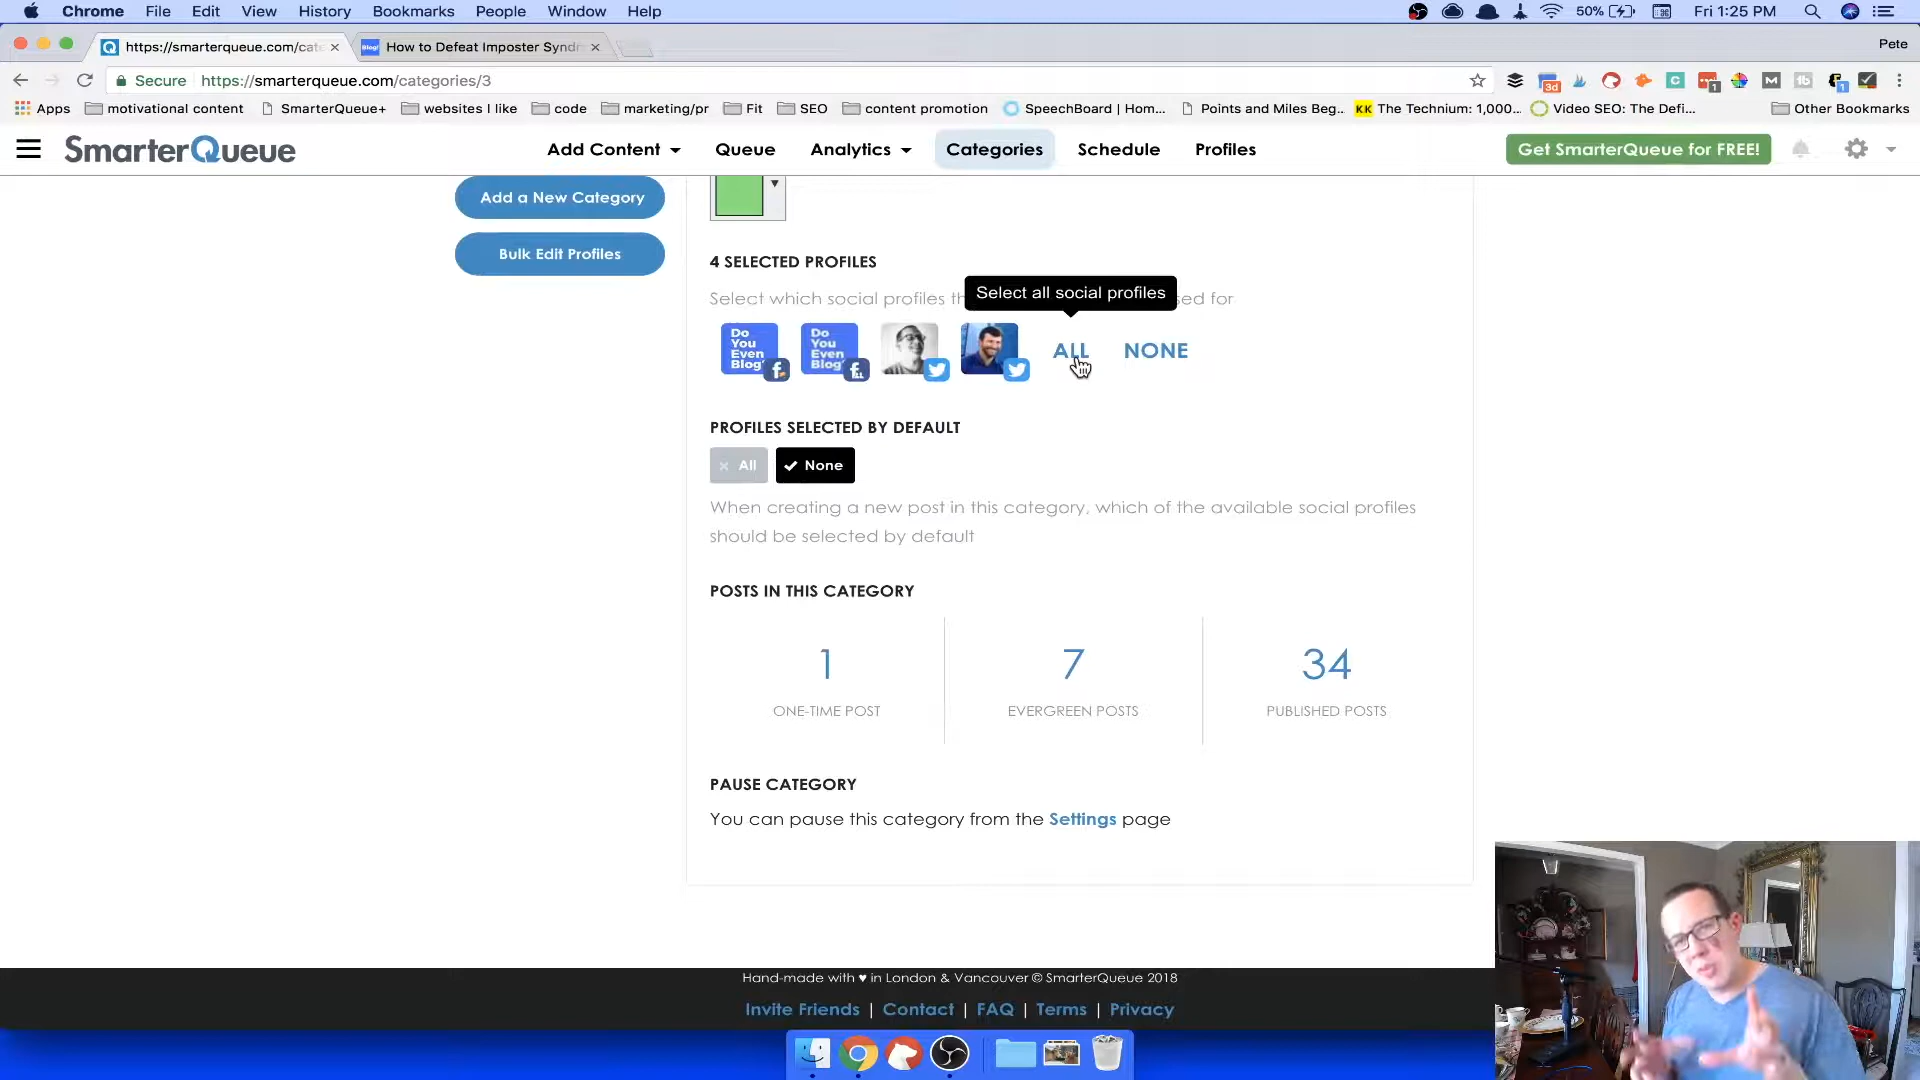 Chrome File Edit View History Bookmarks People Window Help
50% Fri 1:25 PM
https://smarterqueue.com/cate
How to Defeat Imposter Syndr
Pete
Secure https://smarterqueue.com/categories/3
3d 1 1
Apps motivational content SmarterQueue+ websites I like code marketing/pr Fit SEO content promotion SpeechBoard | Hom... Points and Miles Beg... KK The Technium: 1,000... Video SEO: The Defi... Other Bookmarks
SmarterQueue Add Content Queue Analytics Categories Schedule Profiles Get SmarterQueue for FREE!
Add a New Category
Bulk Edit Profiles
4 SELECTED PROFILES
Select all social profiles
Select which social profiles th sed for
Do You Even Blog?
Do You Even Blog?
ALL NONE
PROFILES SELECTED BY DEFAULT
All None
When creating a new post in this category, which of the available social profiles
should be selected by default
POSTS IN THIS CATEGORY
1 7 34
ONE-TIME POST EVERGREEN POSTS PUBLISHED POSTS
PAUSE CATEGORY
You can pause this category from the Settings page
Hand-made with ♥ in London & Vancouver © SmarterQueue 2018
Invite Friends | Contact | FAQ | Terms | Privacy